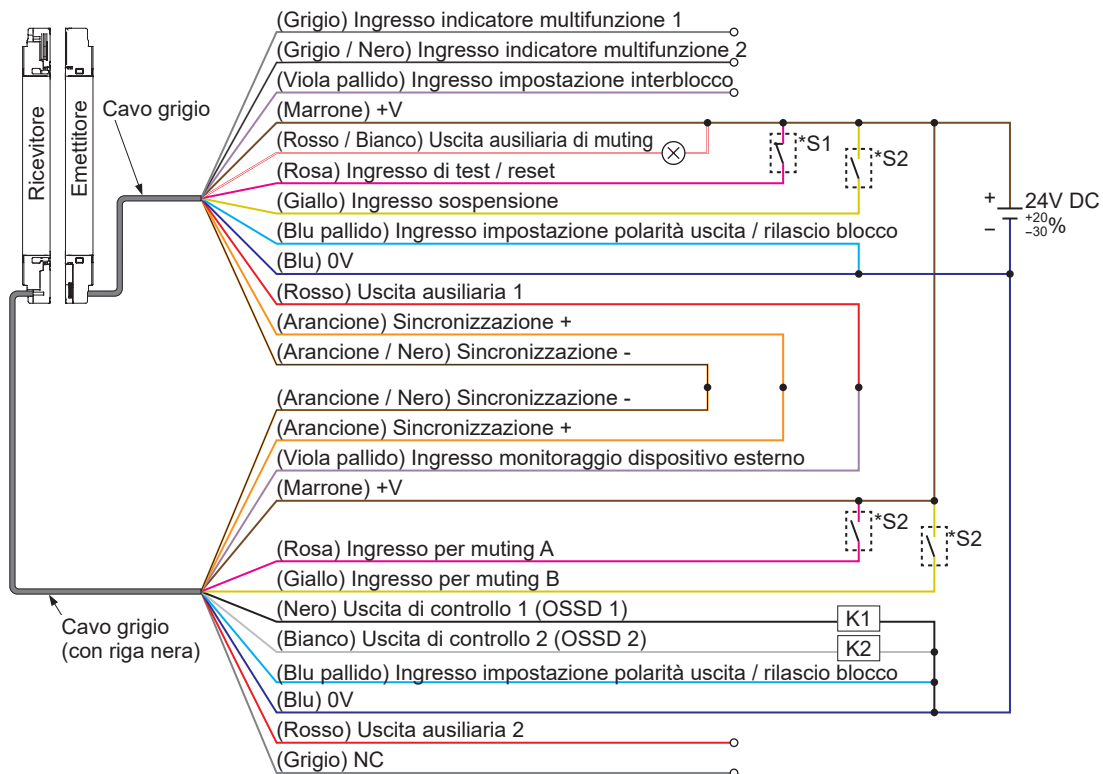 Ricevitore
Emettitore
Cavo grigio
(Grigio) Ingresso indicatore multifunzione 1
(Grigio / Nero) Ingresso indicatore multifunzione 2
(Viola pallido) Ingresso impostazione interblocco
(Marrone) +V
(Rosso / Bianco) Uscita ausiliaria di muting
*S1
*S2
(Rosa) Ingresso di test / reset
(Giallo) Ingresso sospensione
+ 24V DC
− +20 −30 %
(Blu pallido) Ingresso impostazione polarità uscita / rilascio blocco
(Blu) 0V
(Rosso) Uscita ausiliaria 1
(Arancione) Sincronizzazione +
(Arancione / Nero) Sincronizzazione -
(Arancione / Nero) Sincronizzazione -
(Arancione) Sincronizzazione +
(Viola pallido) Ingresso monitoraggio dispositivo esterno
(Marrone) +V
*S2
*S2
(Rosa) Ingresso per muting A
(Giallo) Ingresso per muting B
(Nero) Uscita di controllo 1 (OSSD 1)
K1
(Bianco) Uscita di controllo 2 (OSSD 2)
K2
Cavo grigio
(con riga nera)
(Blu pallido) Ingresso impostazione polarità uscita / rilascio blocco
(Blu) 0V
(Rosso) Uscita ausiliaria 2
(Grigio) NC